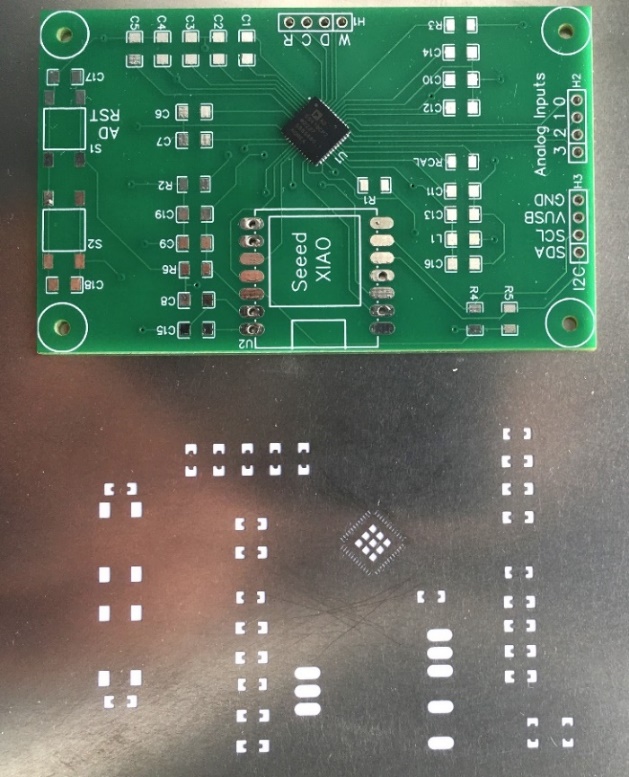 C5
C4
C3
C2
C1
R
C
D
W
H1
R3
C14
C10
C12
RCAL
C11
C13
L1
C16
C17
RST
AD
S1
C6
C7
U1
R2
R1
C19
C9
R6
C8
C15
S2
C18
Seeed
XIAO
U2
R4
R5
Analog Inputs
H2
0
1
2
3
H3
GND
VUSB
SCL
SDA
I2C